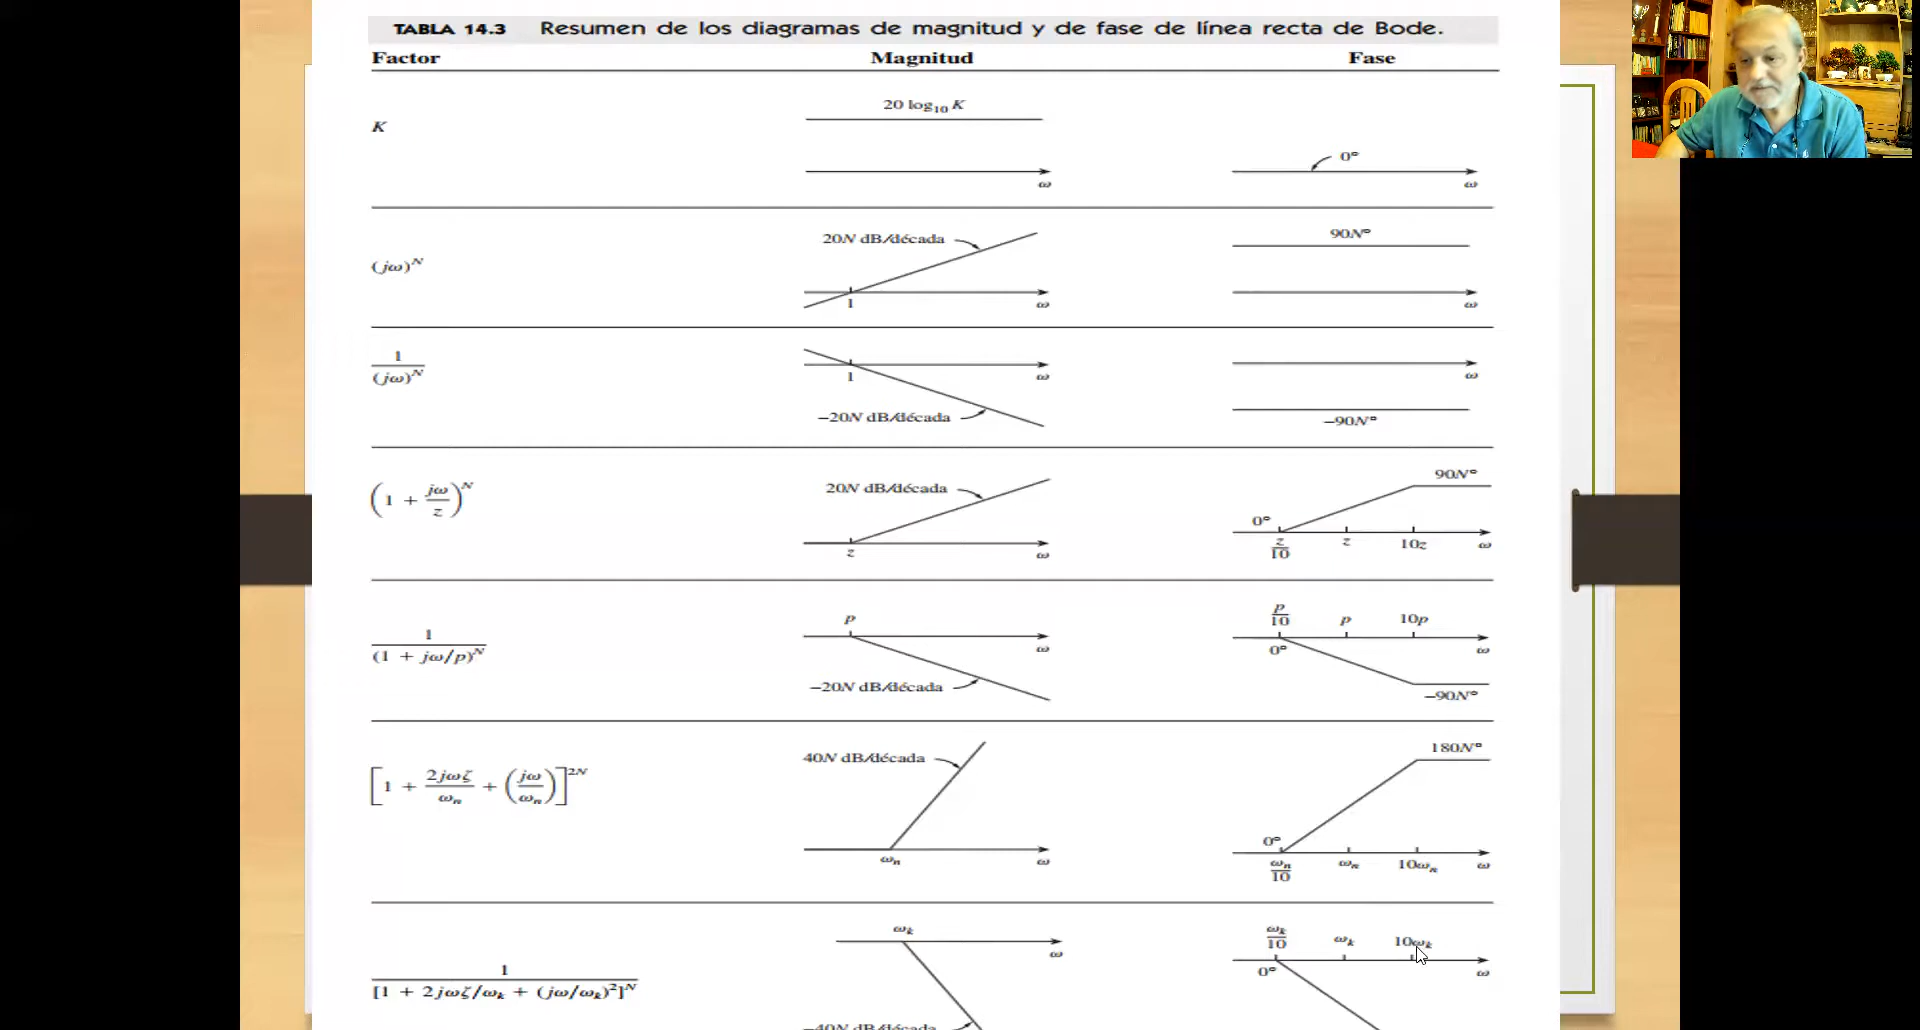 TABLA 14.3 Resumen de los diagramas de magnitud y de fase de línea recta de Bode.
Factor Magnitud Fase
20 log₁₀ K
K
0°
ω ω
20N dB/década 90N°
(jω)ᴺ
1 ω ω
1
(jω)ᴺ
1 ω ω
−20N dB/década −90N°
90N°
20N dB/década
(1 + jω/z)ᴺ
0°
z ω z/10 z 10z ω
p p/10 p 10p
1
(1 + jω/p)ᴺ
ω 0° ω
−20N dB/década −90N°
180N°
40N dB/década
[1 + 2jωζ/ωₙ + (jω/ωₙ)]²ᴺ
0°
ωₙ ω ωₙ/10 ωₙ 10ωₙ ω
ωₖ ωₖ/10 ωₖ 10ωₖ
ω
1
[1 + 2jωζ/ωₖ + (jω/ωₖ)²]ᴺ
0° ω
−40N dB/década